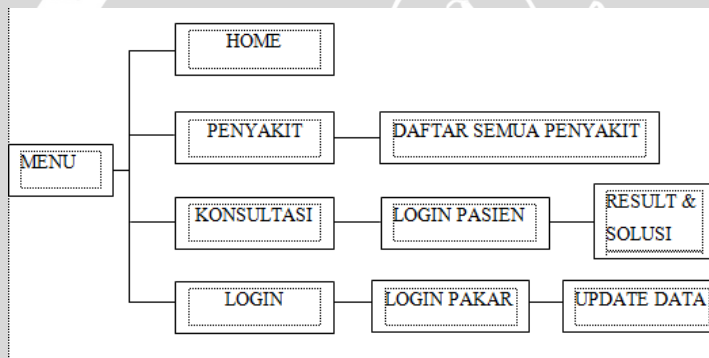 HOME
PENYAKIT
DAFTAR SEMUA PENYAKIT
MENU
KONSULTASI
LOGIN PASIEN
RESULT &
SOLUSI
LOGIN
LOGIN PAKAR
UPDATE DATA